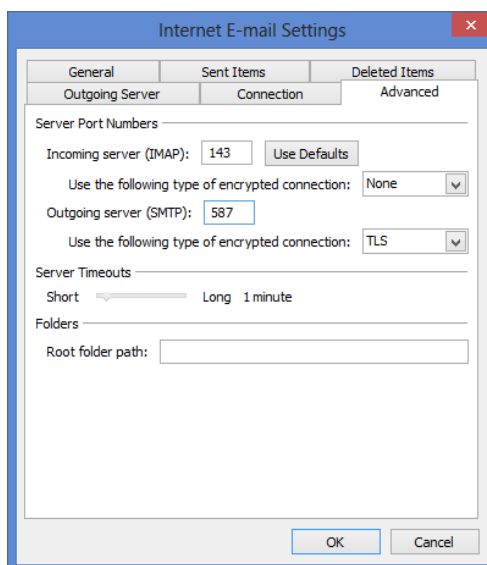 Internet E-mail Settings
General Sent Items Deleted Items
Outgoing Server Connection Advanced
Server Port Numbers
Incoming server (IMAP): 143 Use Defaults
Use the following type of encrypted connection: None
Outgoing server (SMTP): 587
Use the following type of encrypted connection: TLS
Server Timeouts
Short Long 1 minute
Folders
Root folder path:
OK Cancel